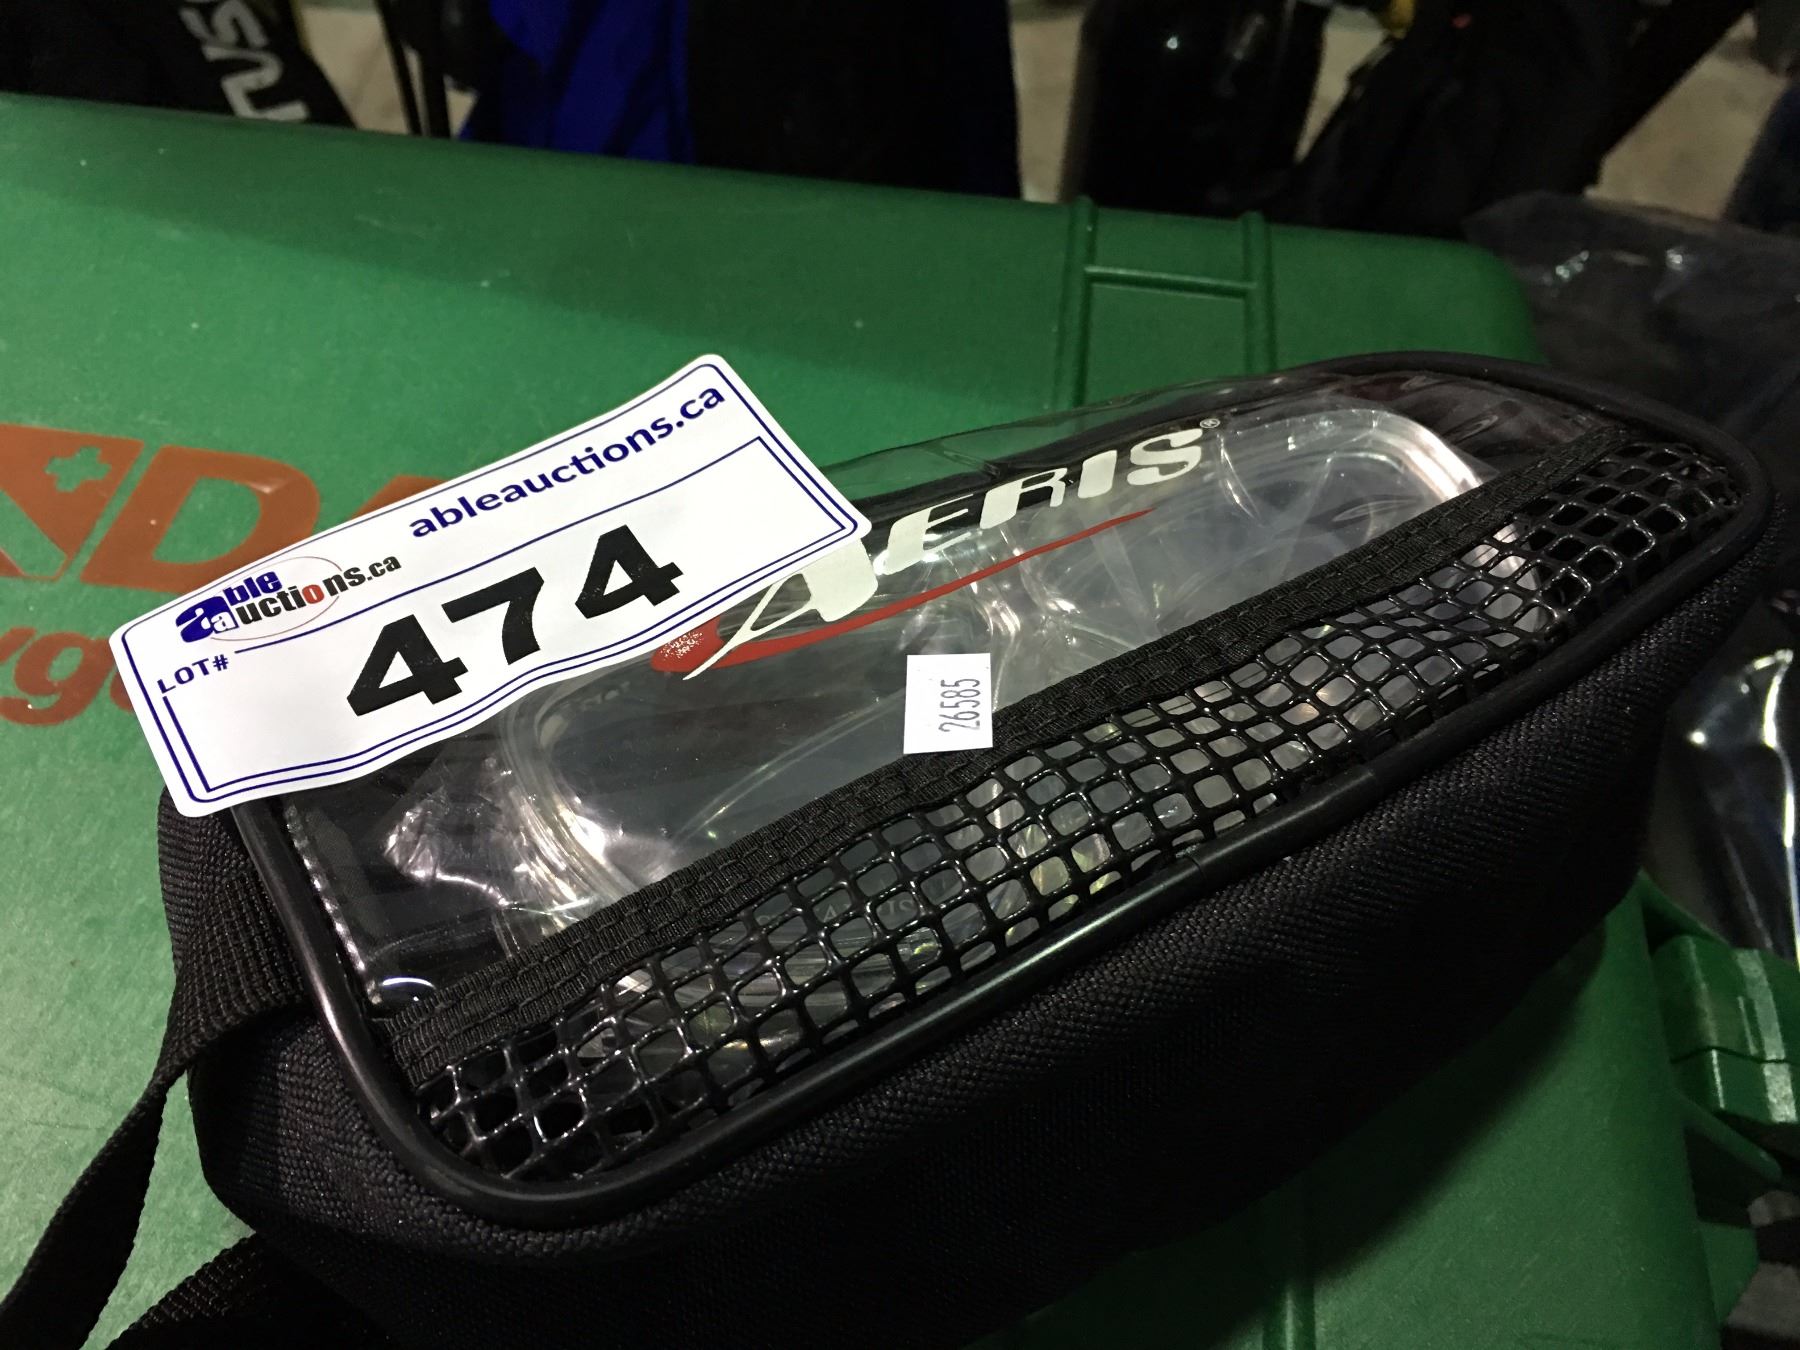 ableauctions.ca
able
auctions.ca
LOT#
474
AERIS®
26585